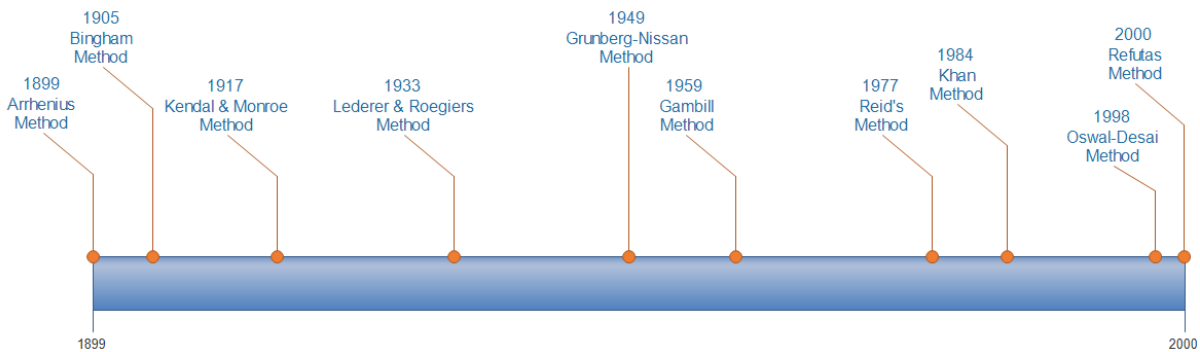 1899
Arrhenius
Method
1905
Bingham
Method
1917
Kendal & Monroe
Method
1933
Lederer & Roegiers
Method
1949
Grunberg-Nissan
Method
1959
Gambill
Method
1977
Reid's
Method
1984
Khan
Method
1998
Oswal-Desai
Method
2000
Refutas
Method
1899
2000